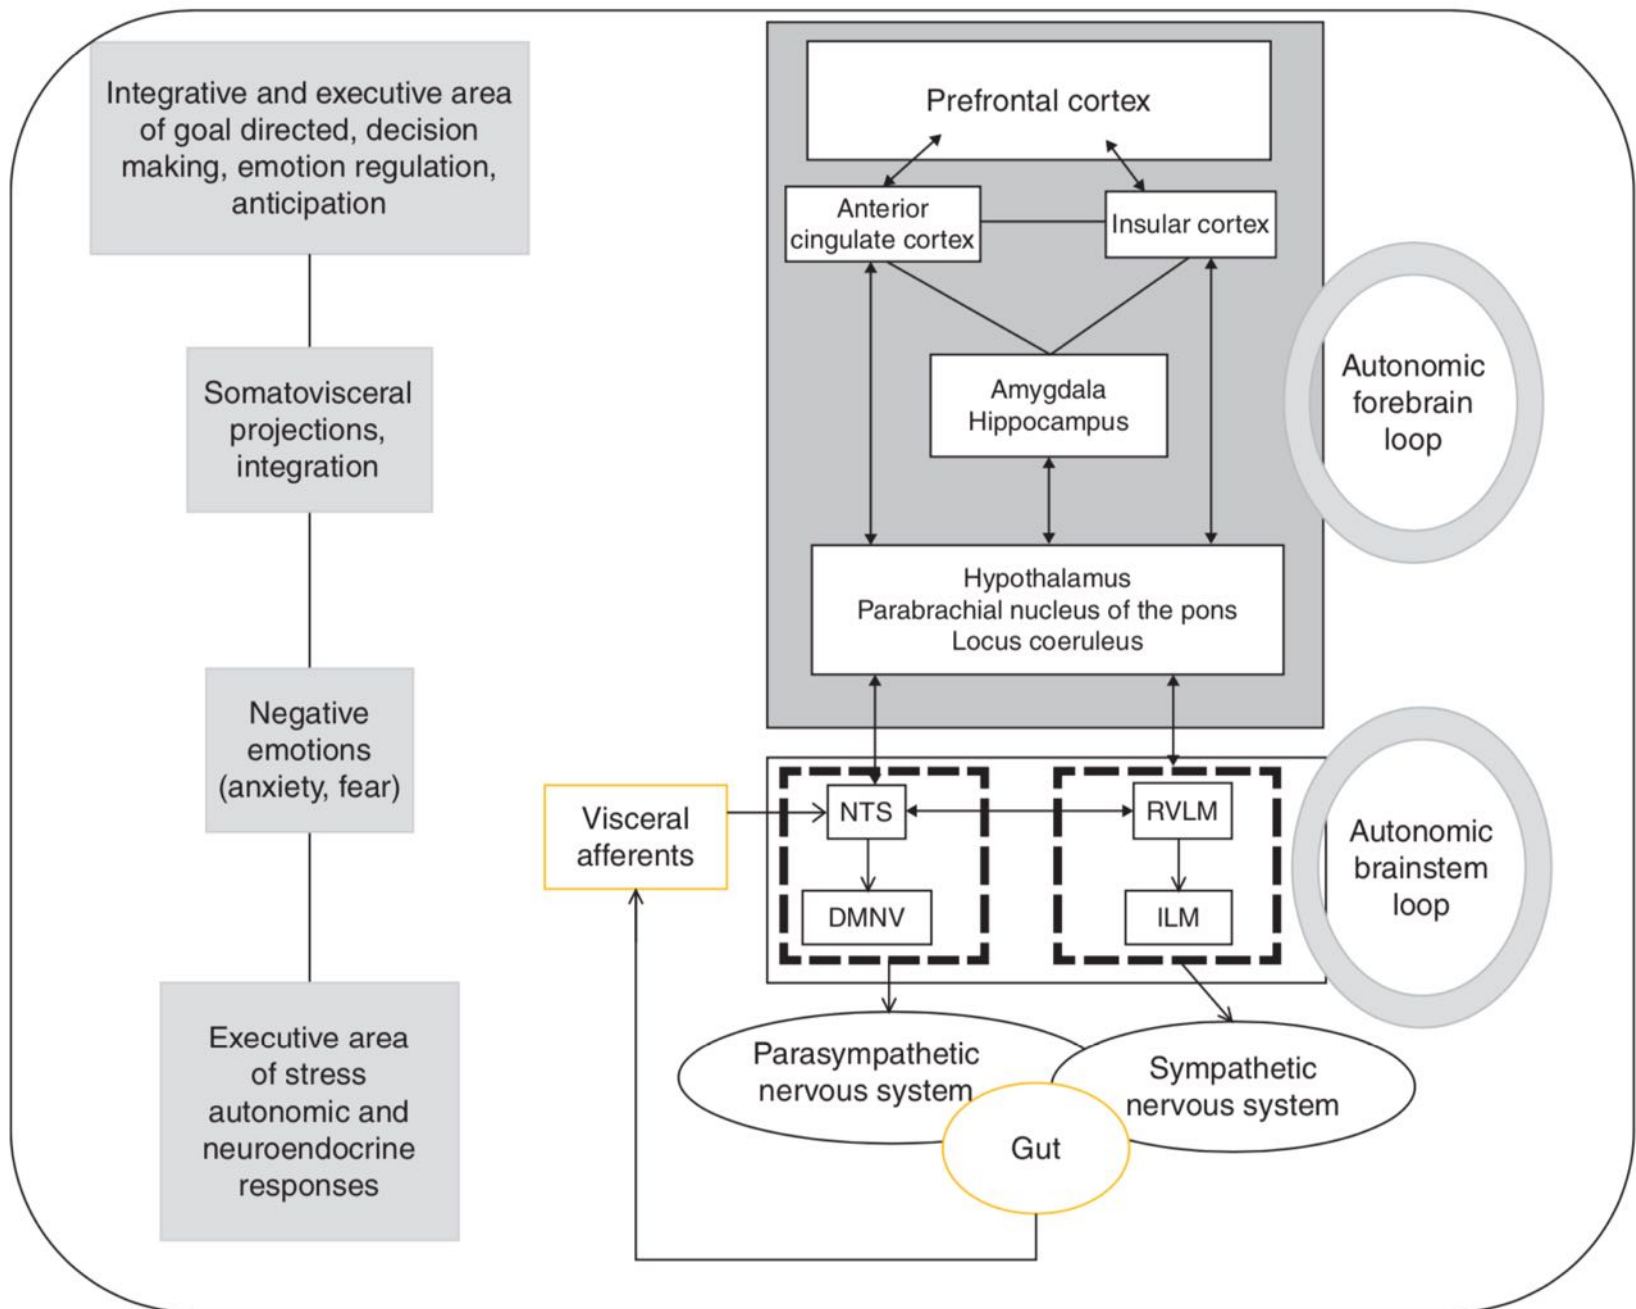 Integrative and executive area
of goal directed, decision
making, emotion regulation,
anticipation
Somatovisceral
projections,
integration
Negative
emotions
(anxiety, fear)
Executive area
of stress
autonomic and
neuroendocrine
responses
Prefrontal cortex
Anterior
cingulate cortex
Insular cortex
Amygdala
Hippocampus
Hypothalamus
Parabrachial nucleus of the pons
Locus coeruleus
Autonomic
forebrain
loop
Visceral
afferents
NTS
RVLM
DMNV
ILM
Autonomic
brainstem
loop
Parasympathetic
nervous system
Sympathetic
nervous system
Gut